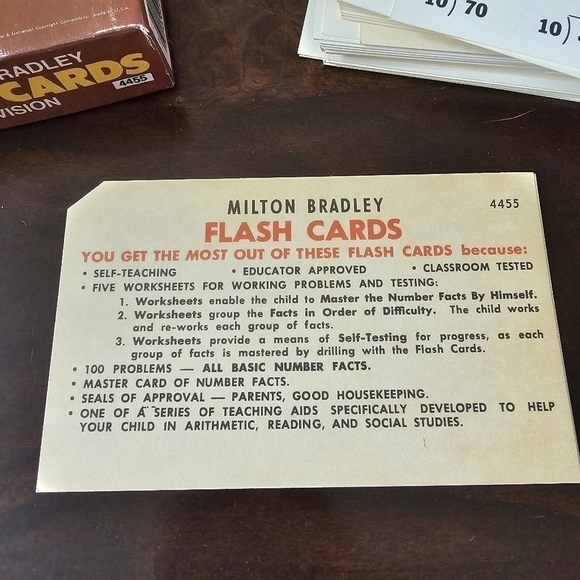 & Universal Copyright Conventions. Made in U.S.A.
RADLEY
CARDS
4455
VISION
10) 70
10)
MILTON BRADLEY
4455
FLASH CARDS
YOU GET THE MOST OUT OF THESE FLASH CARDS because:
• SELF-TEACHING • EDUCATOR APPROVED • CLASSROOM TESTED
• FIVE WORKSHEETS FOR WORKING PROBLEMS AND TESTING:
1. Worksheets enable the child to Master the Number Facts By Himself.
2. Worksheets group the Facts in Order of Difficulty. The child works
and re-works each group of facts.
3. Worksheets provide a means of Self-Testing for progress, as each
group of facts is mastered by drilling with the Flash Cards.
• 100 PROBLEMS — ALL BASIC NUMBER FACTS.
• MASTER CARD OF NUMBER FACTS.
• SEALS OF APPROVAL — PARENTS, GOOD HOUSEKEEPING.
• ONE OF A SERIES OF TEACHING AIDS SPECIFICALLY DEVELOPED TO HELP
YOUR CHILD IN ARITHMETIC, READING, AND SOCIAL STUDIES.